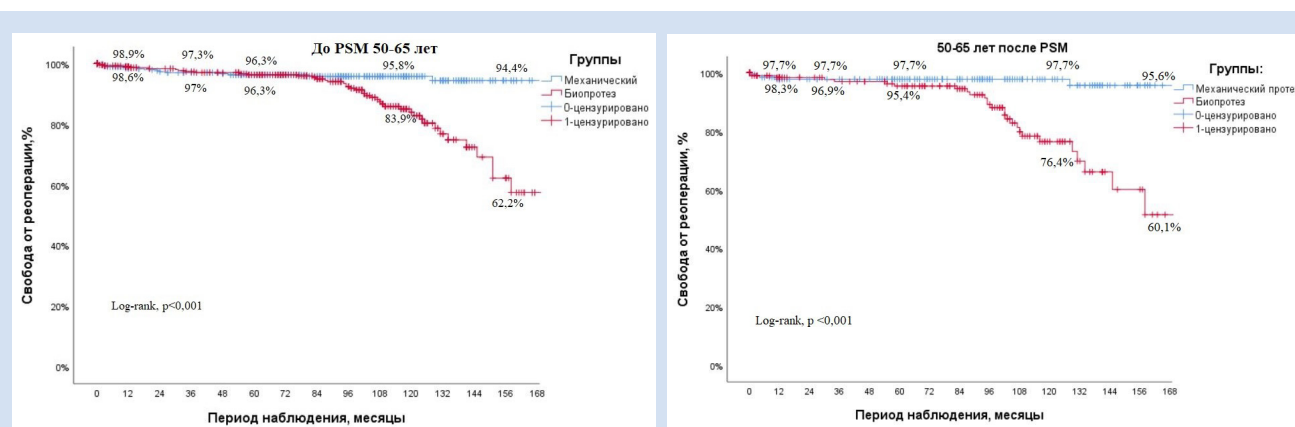 До PSM 50-65 лет
Свобода от реоперации,%
100%
80%
60%
40%
20%
0%
98,9%
97,3%
96,3%
95,8%
94,4%
98,6%
97%
96,3%
83,9%
62,2%
Log-rank, p<0,001
0 12 24 36 48 60 72 84 96 108 120 132 144 156 168
Период наблюдения, месяцы
Группы
Механический
Биопротез
0-цензурировано
1-цензурировано
50-65 лет после PSM
Свобода от реоперации, %
100%
80%
60%
40%
20%
0%
97,7%
97,7%
97,7%
97,7%
95,6%
98,3%
96,9%
95,4%
76,4%
60,1%
Log-rank, p <0,001
0 12 24 36 48 60 72 84 96 108 120 132 144 156 168
Период наблюдения, месяцы
Группы:
Механический проте
Биопротез
0-цензурировано
1-цензурировано